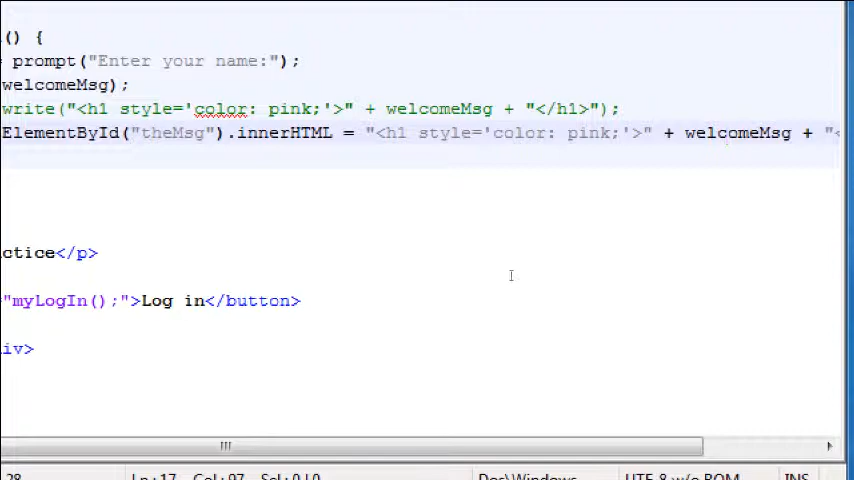 () {
= prompt("Enter your name:");
welcomeMsg);
write("<h1 style='color: pink;'>" + welcomeMsg + "</h1>");
ElementById("theMsg").innerHTML = "<h1 style='color: pink;'>" + welcomeMsg + "<
ctice</p>
="myLogIn();">Log in</button>
iv>
28 Ln:17 Col:97 Sel:0|0 Dos\Windows UTF-8 w/o BOM INS